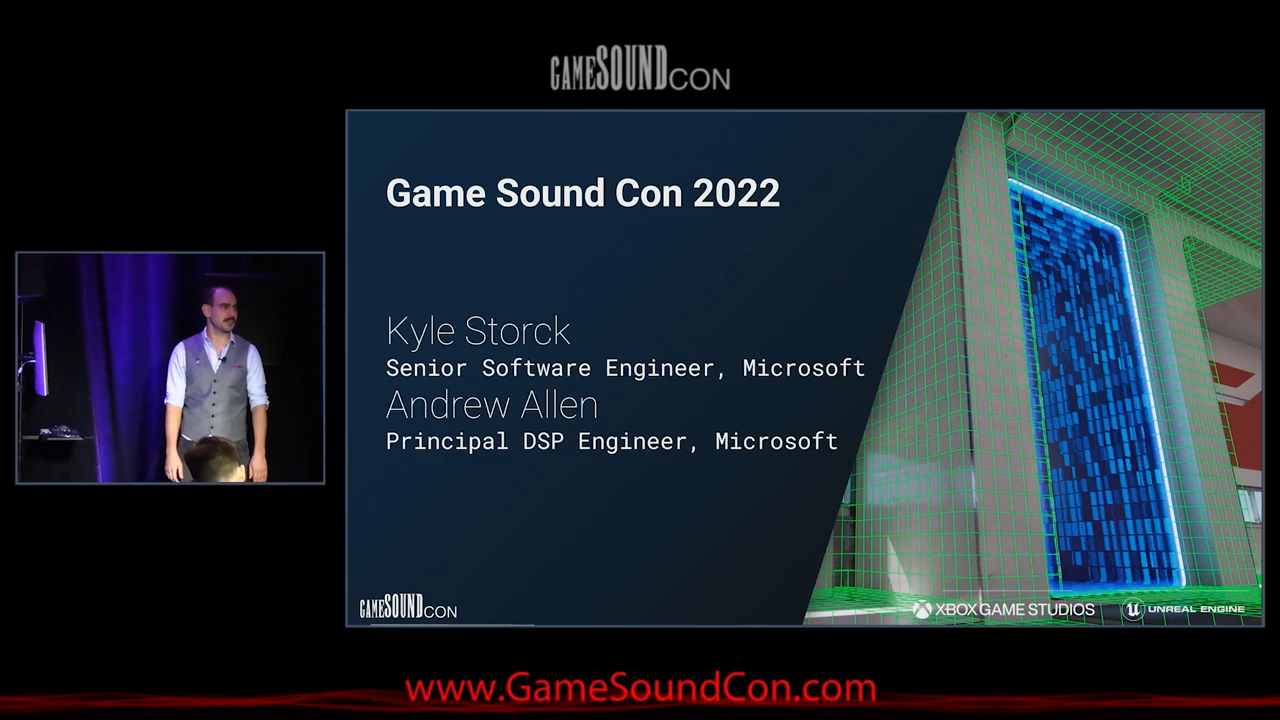 GAMESOUNDCON
Game Sound Con 2022
Kyle Storck
Senior Software Engineer, Microsoft
Andrew Allen
Principal DSP Engineer, Microsoft
GAMESOUNDCON
XBOX GAME STUDIOS
UNREAL ENGINE
www.GameSoundCon.com